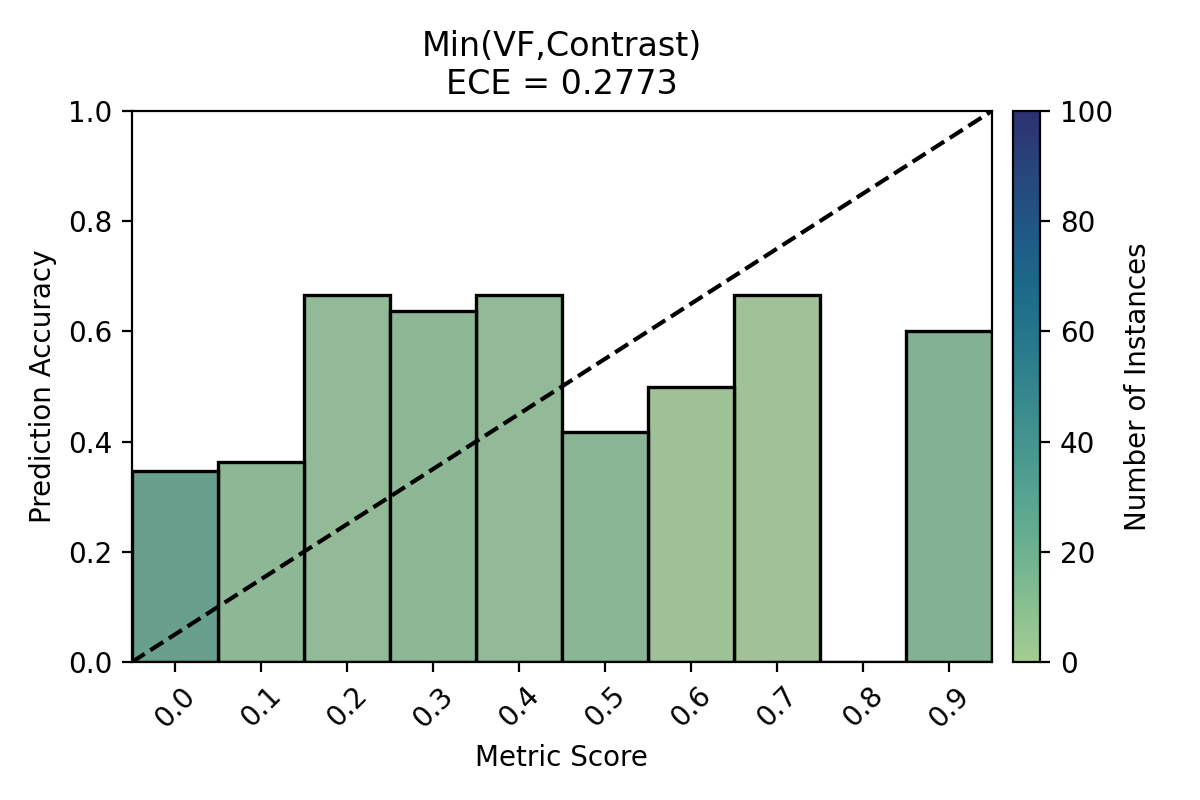 Min(VF,Contrast)
ECE = 0.2773
1.0
0.8
0.6
0.4
0.2
0.0
Prediction Accuracy
0.0 0.1 0.2 0.3 0.4 0.5 0.6 0.7 0.8 0.9
Metric Score
100
80
60
40
20
0
Number of Instances